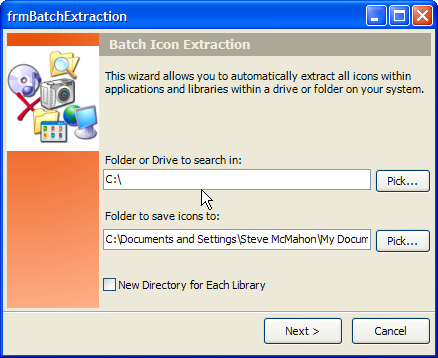 frmBatchExtraction
Batch Icon Extraction
This wizard allows you to automatically extract all icons within
applications and libraries within a drive or folder on your system.
Folder or Drive to search in:
C:\
Pick...
Folder to save icons to:
C:\Documents and Settings\Steve McMahon\My Docum
Pick...
New Directory for Each Library
Next >
Cancel